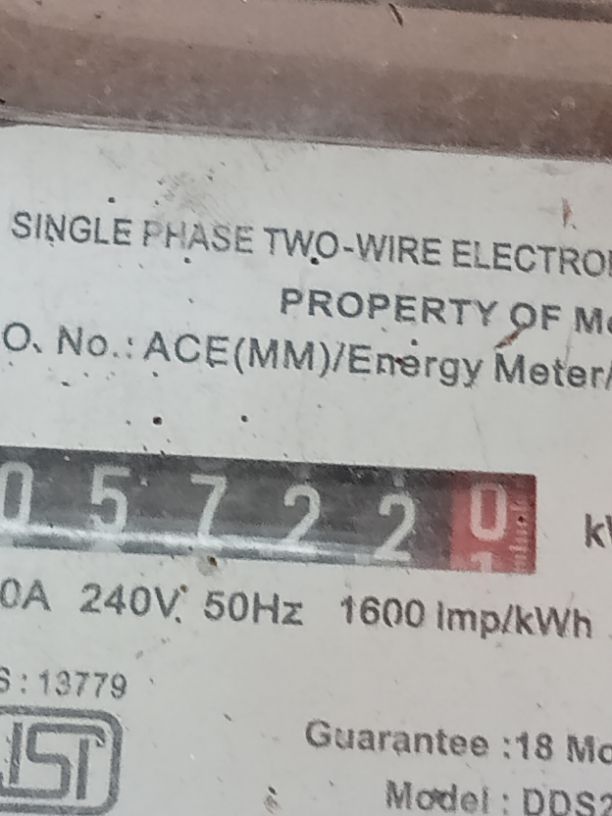 SINGLE PHASE TWO-WIRE ELECTRO
PROPERTY OF M
O. No.: ACE(MM)/Energy Meter/
0 5 7 2 2 0
1
0A 240V. 50Hz 1600 Imp/kWh
S : 13779
ISI
Guarantee :18 Mo
Model : DDS2